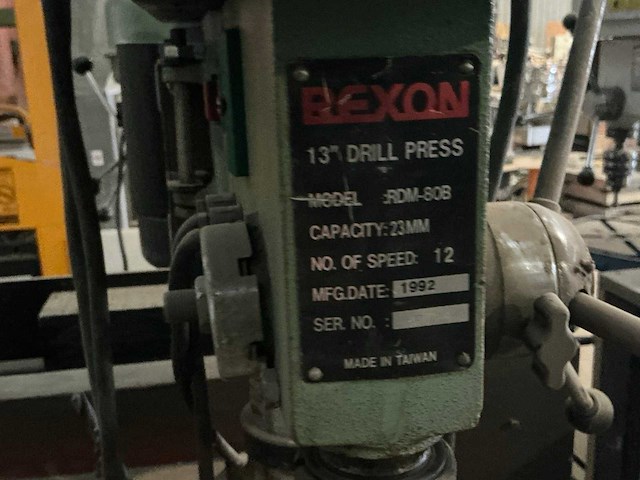 REXON
13" DRILL PRESS
MODEL :RDM-80B
CAPACITY:23MM
NO. OF SPEED: 12
MFG.DATE: 1992
SER. NO. :
MADE IN TAIWAN